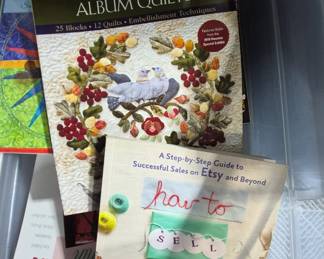 ALBUM QUILTS
25 Blocks • 12 Quilts • Embellishment Techniques
A Step-by-Step Guide to
Successful Sales on Etsy and Beyond
how to
SELL